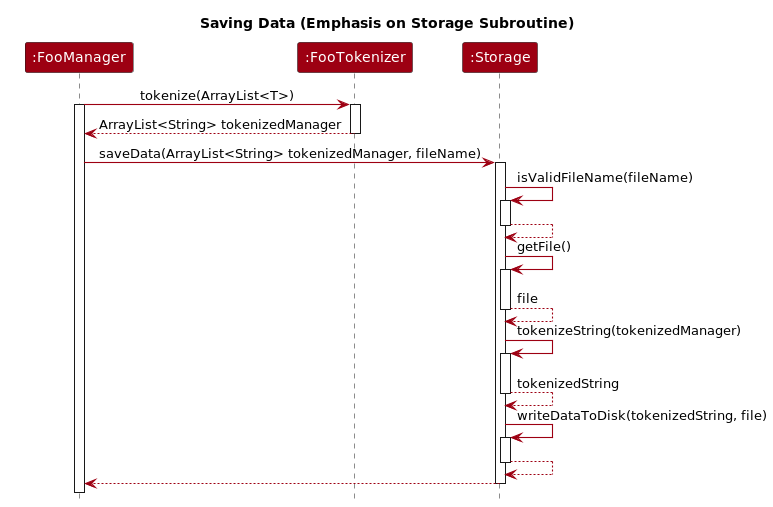 Saving Data (Emphasis on Storage Subroutine)
:FooManager
:FooTokenizer
:Storage
tokenize(ArrayList<T>)
ArrayList<String> tokenizedManager
saveData(ArrayList<String> tokenizedManager, fileName)
isValidFileName(fileName)
getFile()
file
tokenizeString(tokenizedManager)
tokenizedString
writeDataToDisk(tokenizedString, file)